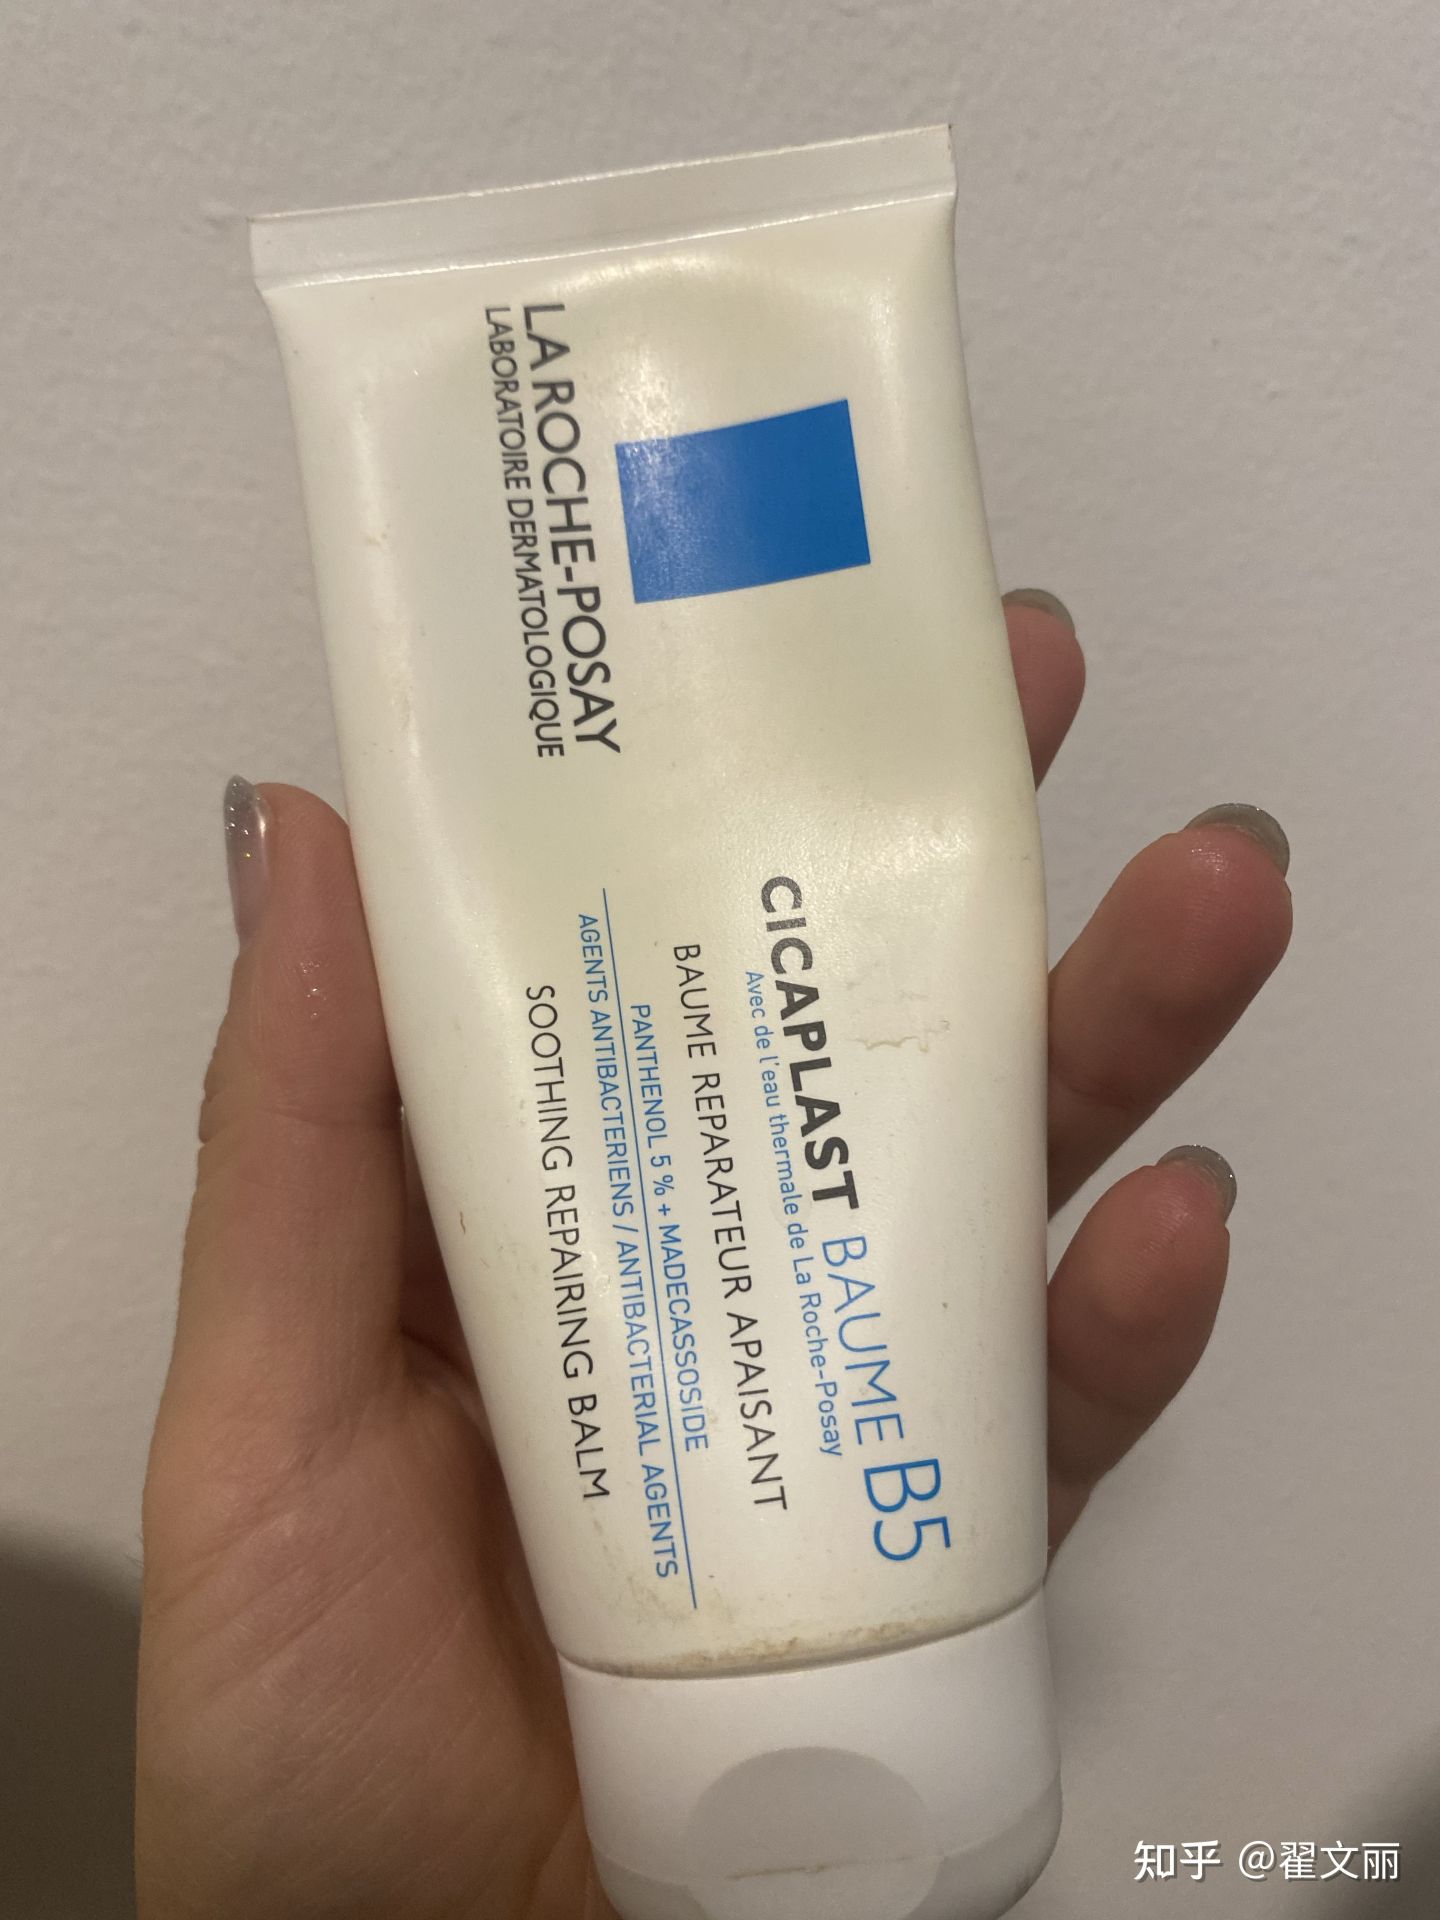 LA ROCHE-POSAY
LABORATOIRE DERMATOLOGIQUE
CICAPLAST BAUME B5
Avec de l'eau thermale de La Roche-Posay
BAUME REPARATEUR APAISANT
PANTHENOL 5 % + MADECASSOSIDE
AGENTS ANTIBACTERIENS / ANTIBACTERIAL AGENTS
SOOTHING REPAIRING BALM
知乎 @翟文丽